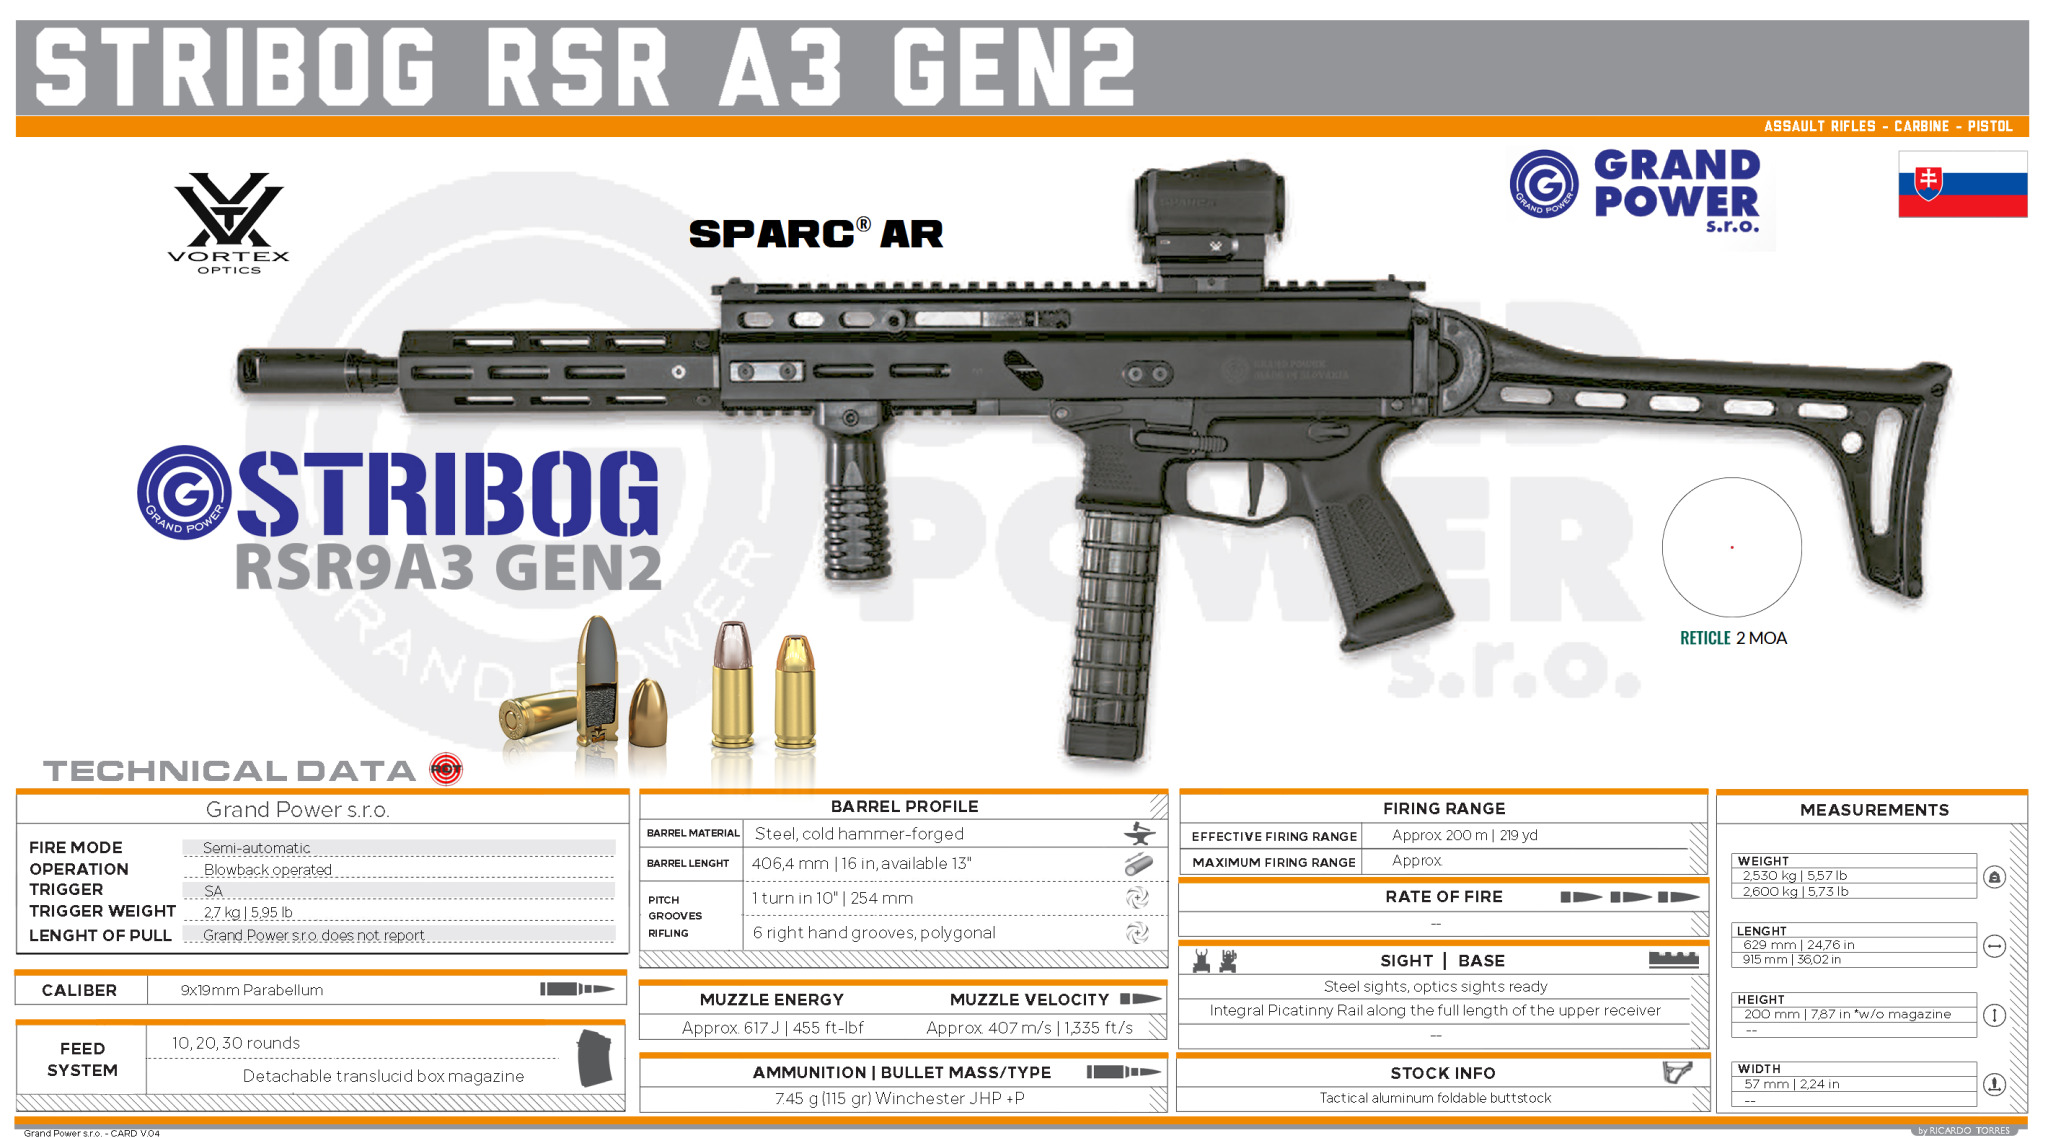 STRIBOG RSR A3 GEN2
ASSAULT RIFLES - CARBINE - PISTOL
VORTEX
OPTICS
SPARC® AR
GRAND
POWER
s.r.o.
G
GRAND POWER
STRIBOG
RSR9A3 GEN2
G
GRAND POWER
RETICLE 2 MOA
TECHNICAL DATA
Grand Power s.r.o.
FIRE MODE Semi-automatic
OPERATION Blowback operated
TRIGGER SA
TRIGGER WEIGHT 2,7 kg | 5,95 lb
LENGHT OF PULL Grand Power s.r.o. does not report
CALIBER 9x19mm Parabellum
FEED
SYSTEM
10, 20, 30 rounds
Detachable translucid box magazine
BARREL PROFILE
BARREL MATERIAL Steel, cold hammer-forged
BARREL LENGHT 406,4 mm | 16 in, available 13"
PITCH
GROOVES
RIFLING
1 turn in 10" | 254 mm
6 right hand grooves, polygonal
MUZZLE ENERGY MUZZLE VELOCITY
Approx. 617 J | 455 ft-lbf Approx. 407 m/s | 1,335 ft/s
AMMUNITION | BULLET MASS/TYPE
7.45 g (115 gr) Winchester JHP +P
FIRING RANGE
EFFECTIVE FIRING RANGE Approx. 200 m | 219 yd
MAXIMUM FIRING RANGE Approx.
RATE OF FIRE
--
SIGHT | BASE
Steel sights, optics sights ready
Integral Picatinny Rail along the full length of the upper receiver
--
STOCK INFO
Tactical aluminum foldable buttstock
MEASUREMENTS
WEIGHT
2,530 kg | 5,57 lb
2,600 kg | 5,73 lb
LENGHT
629 mm | 24,76 in
915 mm | 36,02 in
HEIGHT
200 mm | 7,87 in *w/o magazine
--
WIDTH
57 mm | 2,24 in
--
Grand Power s.r.o. - CARD V.04
by RICARDO TORRES